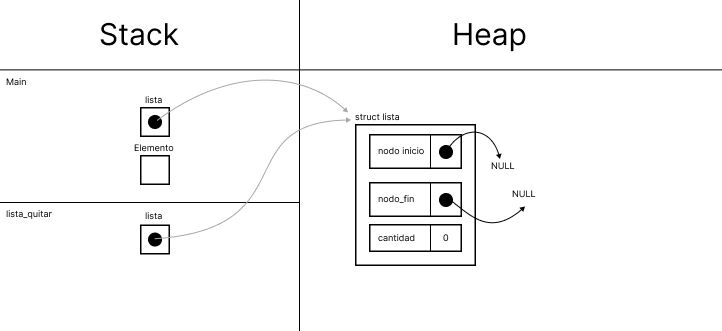 Stack
Heap
Main
lista
Elemento
lista_quitar
lista
struct lista
nodo inicio
NULL
nodo_fin
NULL
cantidad
0